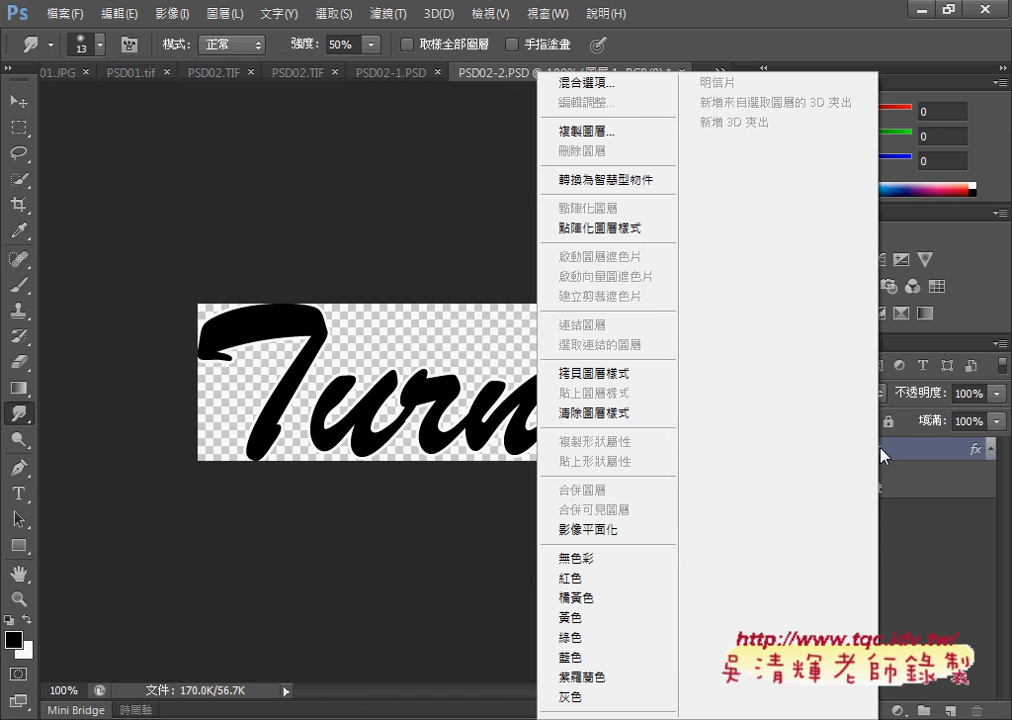 Ps 檔案(F) 編輯(E) 影像(I) 圖層(L) 文字(Y) 選取(S) 濾鏡(T) 3D(D) 檢視(V) 視窗(W) 說明(H)
13 模式: 正常 強度: 50% 取樣全部圖層 手指塗畫
01.JPG × PSD01.tif × PSD02.TIF × PSD02.TIF × PSD02-1.PSD × PSD02-2.PSD @ 100%
混合選項...
編輯調整...
複製圖層...
刪除圖層
轉換為智慧型物件
點陣化圖層
點陣化圖層樣式
啟動圖層遮色片
啟動向量圖遮色片
建立剪裁遮色片
連結圖層
選取連結的圖層
拷貝圖層樣式
貼上圖層樣式
清除圖層樣式
複製形狀屬性
貼上形狀屬性
合併圖層
合併可見圖層
影像平面化
無色彩
紅色
橘黃色
黃色
綠色
藍色
紫羅蘭色
灰色
明信片
新增來自選取圖層的 3D 突出
新增 3D 突出
0
0
0
不透明度: 100%
填滿: 100%
fx
Turn
http://www.tqc.idv.tw/
吳清輝老師錄製
100% 文件: 170.0K/56.7K
Mini Bridge 時間軸